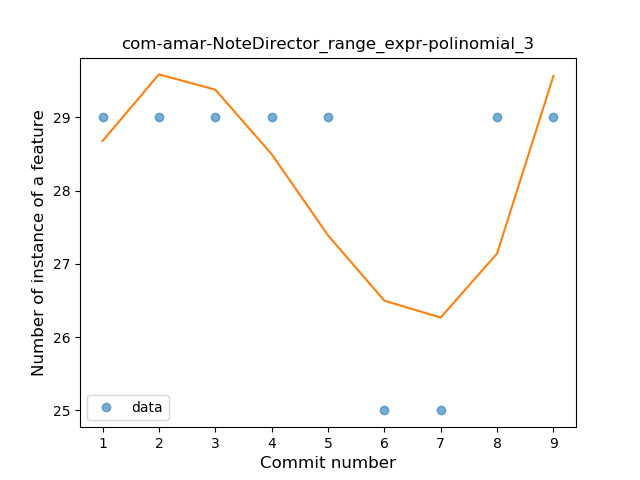 com-amar-NoteDirector_range_expr-polinomial_3
Number of instance of a feature
29
28
27
26
25
data
1 2 3 4 5 6 7 8 9
Commit number